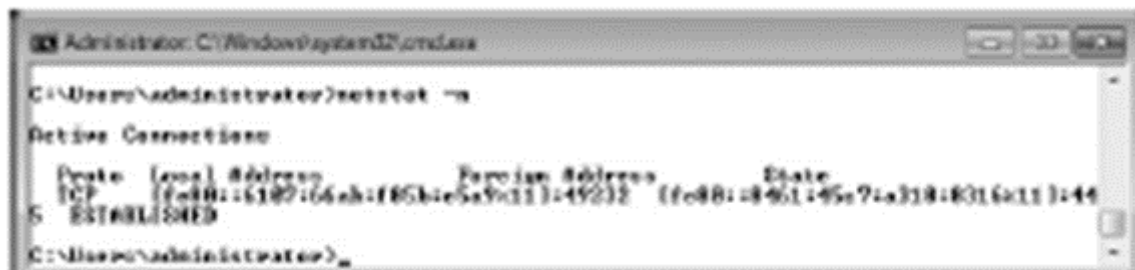 Administrator: C:\Windows\system32\cmd.exe
C:\Users\administrator>netstat -n
Active Connections
Proto Local Address Foreign Address State
TCP ESTABLISHED
C:\Users\administrator>_